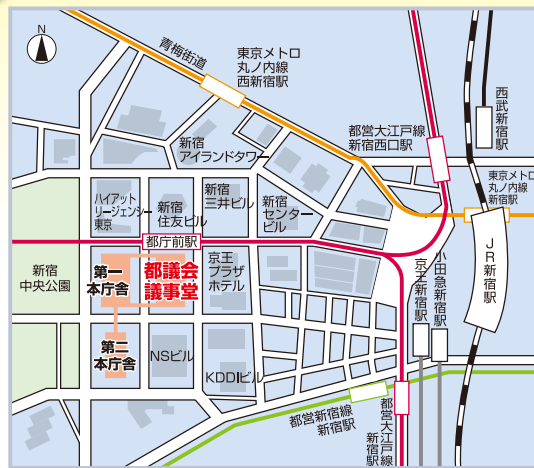 N
青梅街道
東京メトロ
丸ノ内線
西新宿駅
西武新宿駅
都営大江戸線
新宿西口駅
新宿
アイランドタワー
東京メトロ
丸ノ内線
新宿駅
ハイアット
リージェンシー
東京
新宿
住友ビル
新宿
三井ビル
新宿
センター
ビル
都庁前駅
JR新宿駅
新宿
中央公園
第一
本庁舎
都議会
議事堂
京王
プラザ
ホテル
小田急新宿駅
京王新宿駅
第二
本庁舎
NSビル
KDDIビル
都営新宿線
新宿駅
都営大江戸線
新宿駅